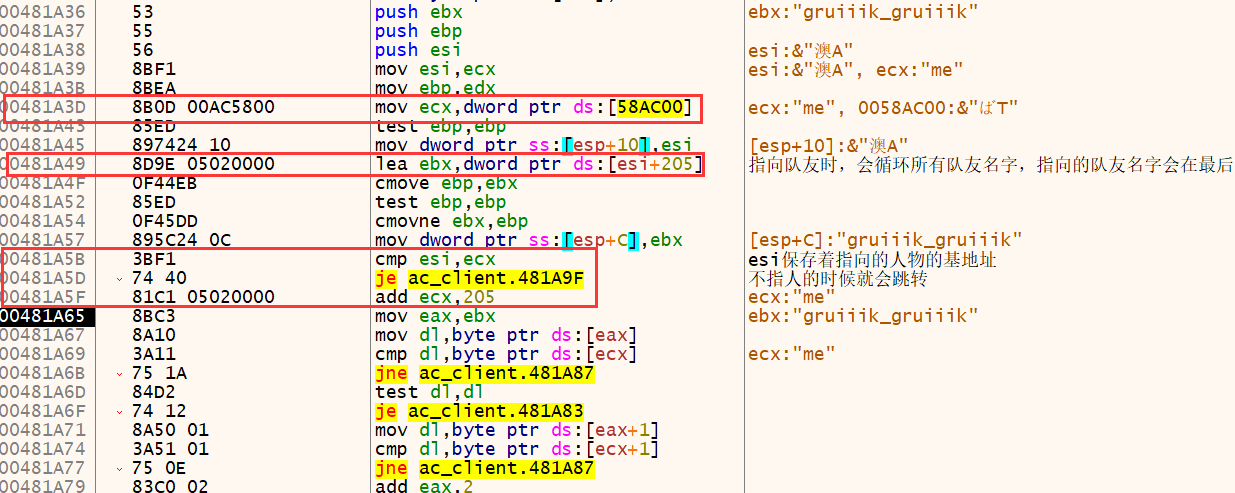 00481A36 53 push ebx ebx:"gruiiik_gruiiik"
00481A37 55 push ebp
00481A38 56 push esi esi:&"澳A"
00481A39 8BF1 mov esi,ecx esi:&"澳A", ecx:"me"
00481A3B 8BEA mov ebp,edx
00481A3D 8B0D 00AC5800 mov ecx,dword ptr ds:[58AC00] ecx:"me", 0058AC00:&"ばT"
00481A43 85ED test ebp,ebp
00481A45 897424 10 mov dword ptr ss:[esp+10],esi [esp+10]:&"澳A"
00481A49 8D9E 05020000 lea ebx,dword ptr ds:[esi+205] 指向队友时，会循环所有队友名字，指向的队友名字会在最后
00481A4F 0F44EB cmove ebp,ebx
00481A52 85ED test ebp,ebp
00481A54 0F45DD cmovne ebx,ebp
00481A57 895C24 0C mov dword ptr ss:[esp+C],ebx [esp+C]:"gruiiik_gruiiik"
00481A5B 3BF1 cmp esi,ecx esi保存着指向的人物的基地址
00481A5D 74 40 je ac_client.481A9F 不指人的时候就会跳转
00481A5F 81C1 05020000 add ecx,205 ecx:"me"
00481A65 8BC3 mov eax,ebx ebx:"gruiiik_gruiiik"
00481A67 8A10 mov dl,byte ptr ds:[eax]
00481A69 3A11 cmp dl,byte ptr ds:[ecx] ecx:"me"
00481A6B 75 1A jne ac_client.481A87
00481A6D 84D2 test dl,dl
00481A6F 74 12 je ac_client.481A83
00481A71 8A50 01 mov dl,byte ptr ds:[eax+1]
00481A74 3A51 01 cmp dl,byte ptr ds:[ecx+1]
00481A77 75 0E jne ac_client.481A87
00481A79 83C0 02 add eax,2